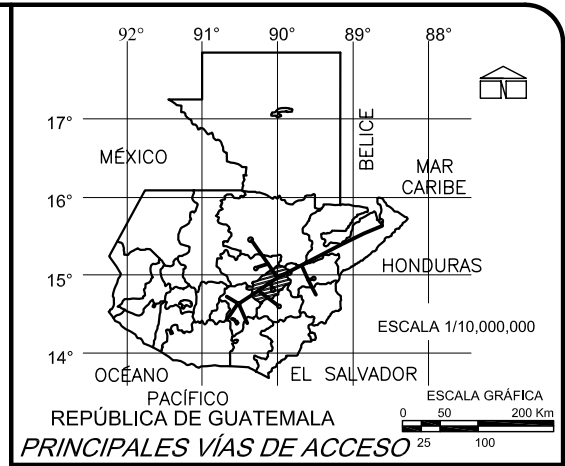 92° 91° 90° 89° 88°
N
17°
BELICE
MÉXICO
MAR
CARIBE
16°
15°
HONDURAS
ESCALA 1/10,000,000
14°
OCÉANO
PACÍFICO
EL SALVADOR
ESCALA GRÁFICA
0 50 200 Km
25 100
REPÚBLICA DE GUATEMALA
PRINCIPALES VÍAS DE ACCESO